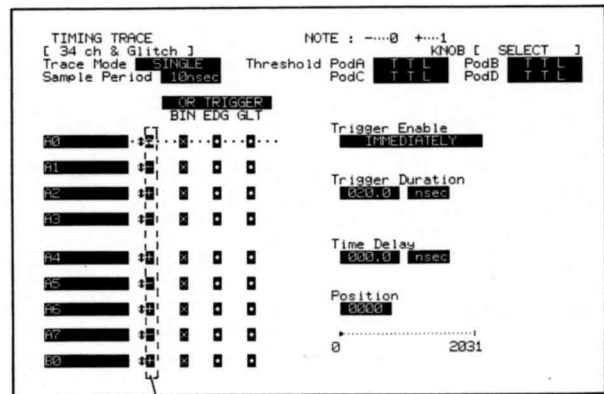 TIMING TRACE NOTE : -----0 +----1
[ 34 ch & Glitch ] KNOB [ SELECT ]
Trace Mode SINGLE Threshold PodA TTL PodB TTL
Sample Period 10nsec PodC TTL PodD TTL
OR TRIGGER
BIN EDG GLT
Trigger Enable
IMMEDIATELY
A0
A1
Trigger Duration
A2 020.0 nsec
A3
Time Delay
A4 000.0 nsec
A5
Position
A6 0000
A7
0 2031
B0